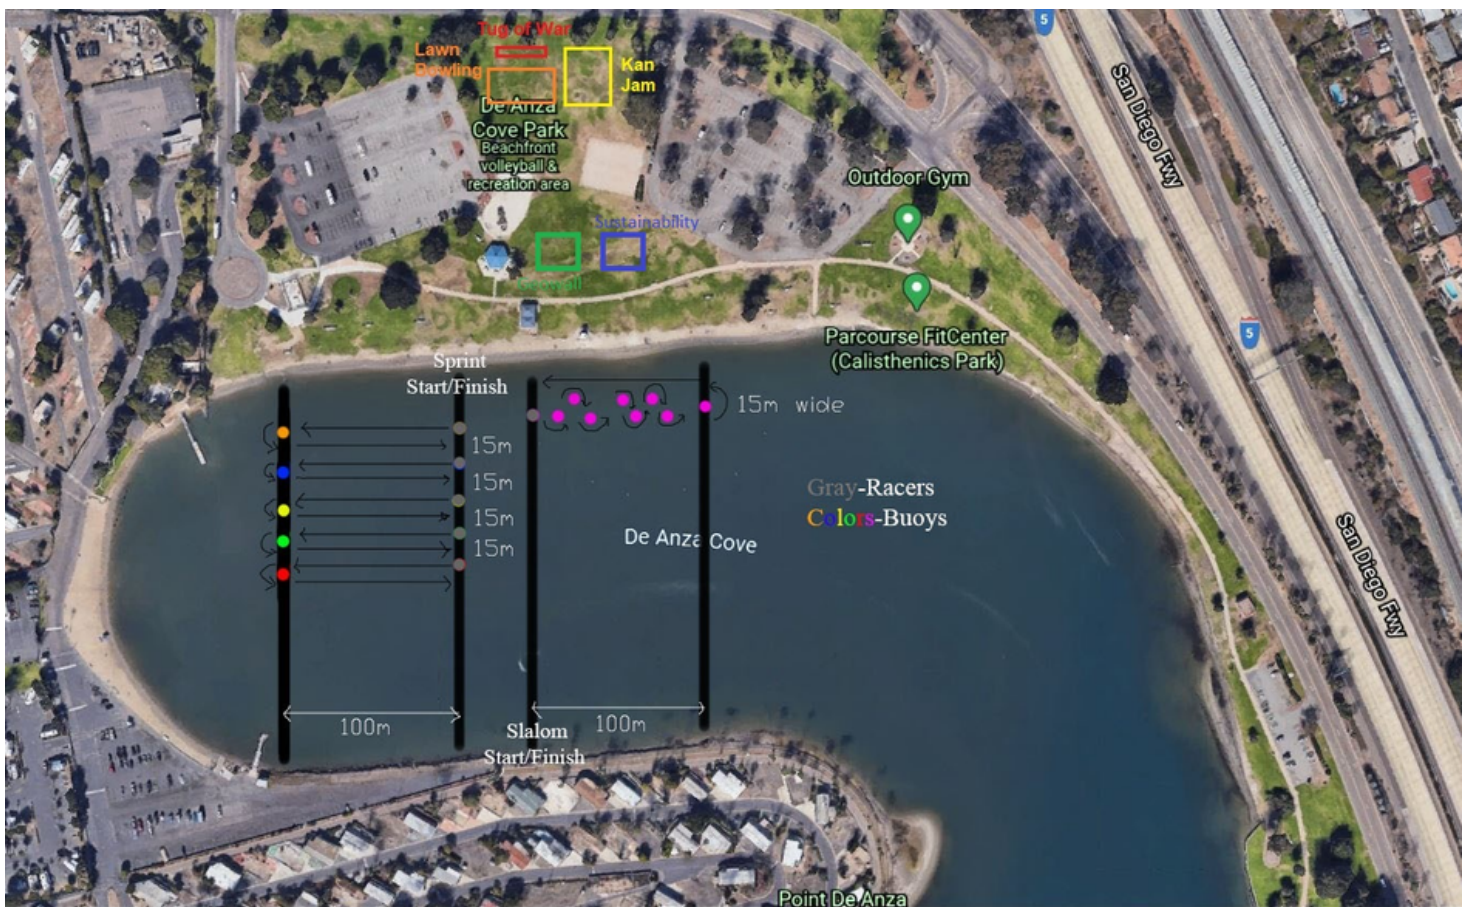 5
Tug of War
Lawn
Bowling
Kan
Jam
De Anza
Cove Park
Beachfront
volleyball &
recreation area
San Diego Fwy
Outdoor Gym
Sustainability
Parcourse FitCenter
(Calisthenics Park)
5
Sprint
Start/Finish
15m wide
15m
15m
15m
15m
Gray-Racers
Colors-Buoys
De Anza Cove
San Diego Fwy
100m
100m
Slalom
Start/Finish
Point De Anza